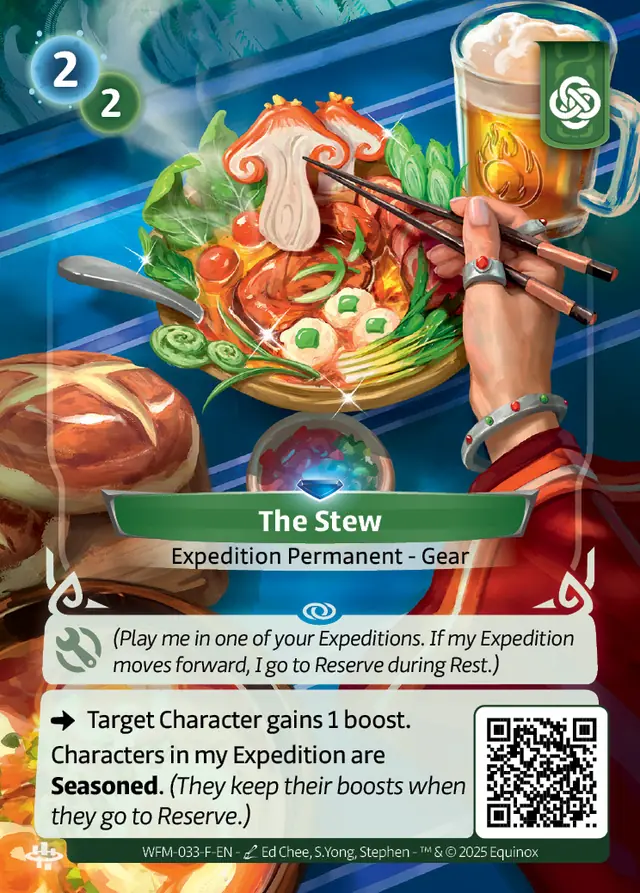 2
2
The Stew
Expedition Permanent - Gear
(Play me in one of your Expeditions. If my Expedition
moves forward, I go to Reserve during Rest.)
Target Character gains 1 boost.
Characters in my Expedition are
Seasoned. (They keep their boosts when
they go to Reserve.)
WFM-033-F-EN - Ed Chee, S.Yong, Stephen - ™ & © 2025 Equinox